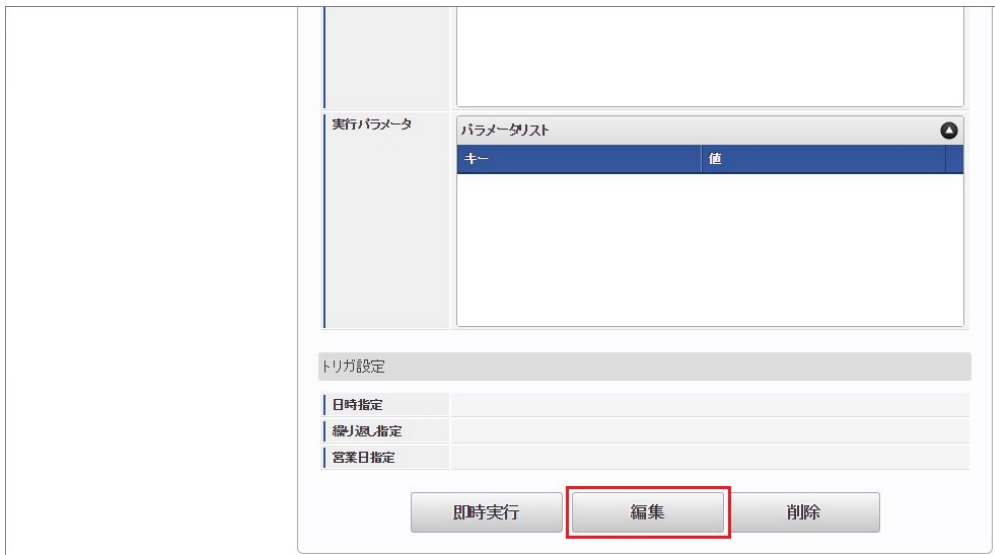 実行パラメータ
パラメータリスト
キー 値
トリガ設定
日時指定
繰り返し指定
営業日指定
即時実行 編集 削除